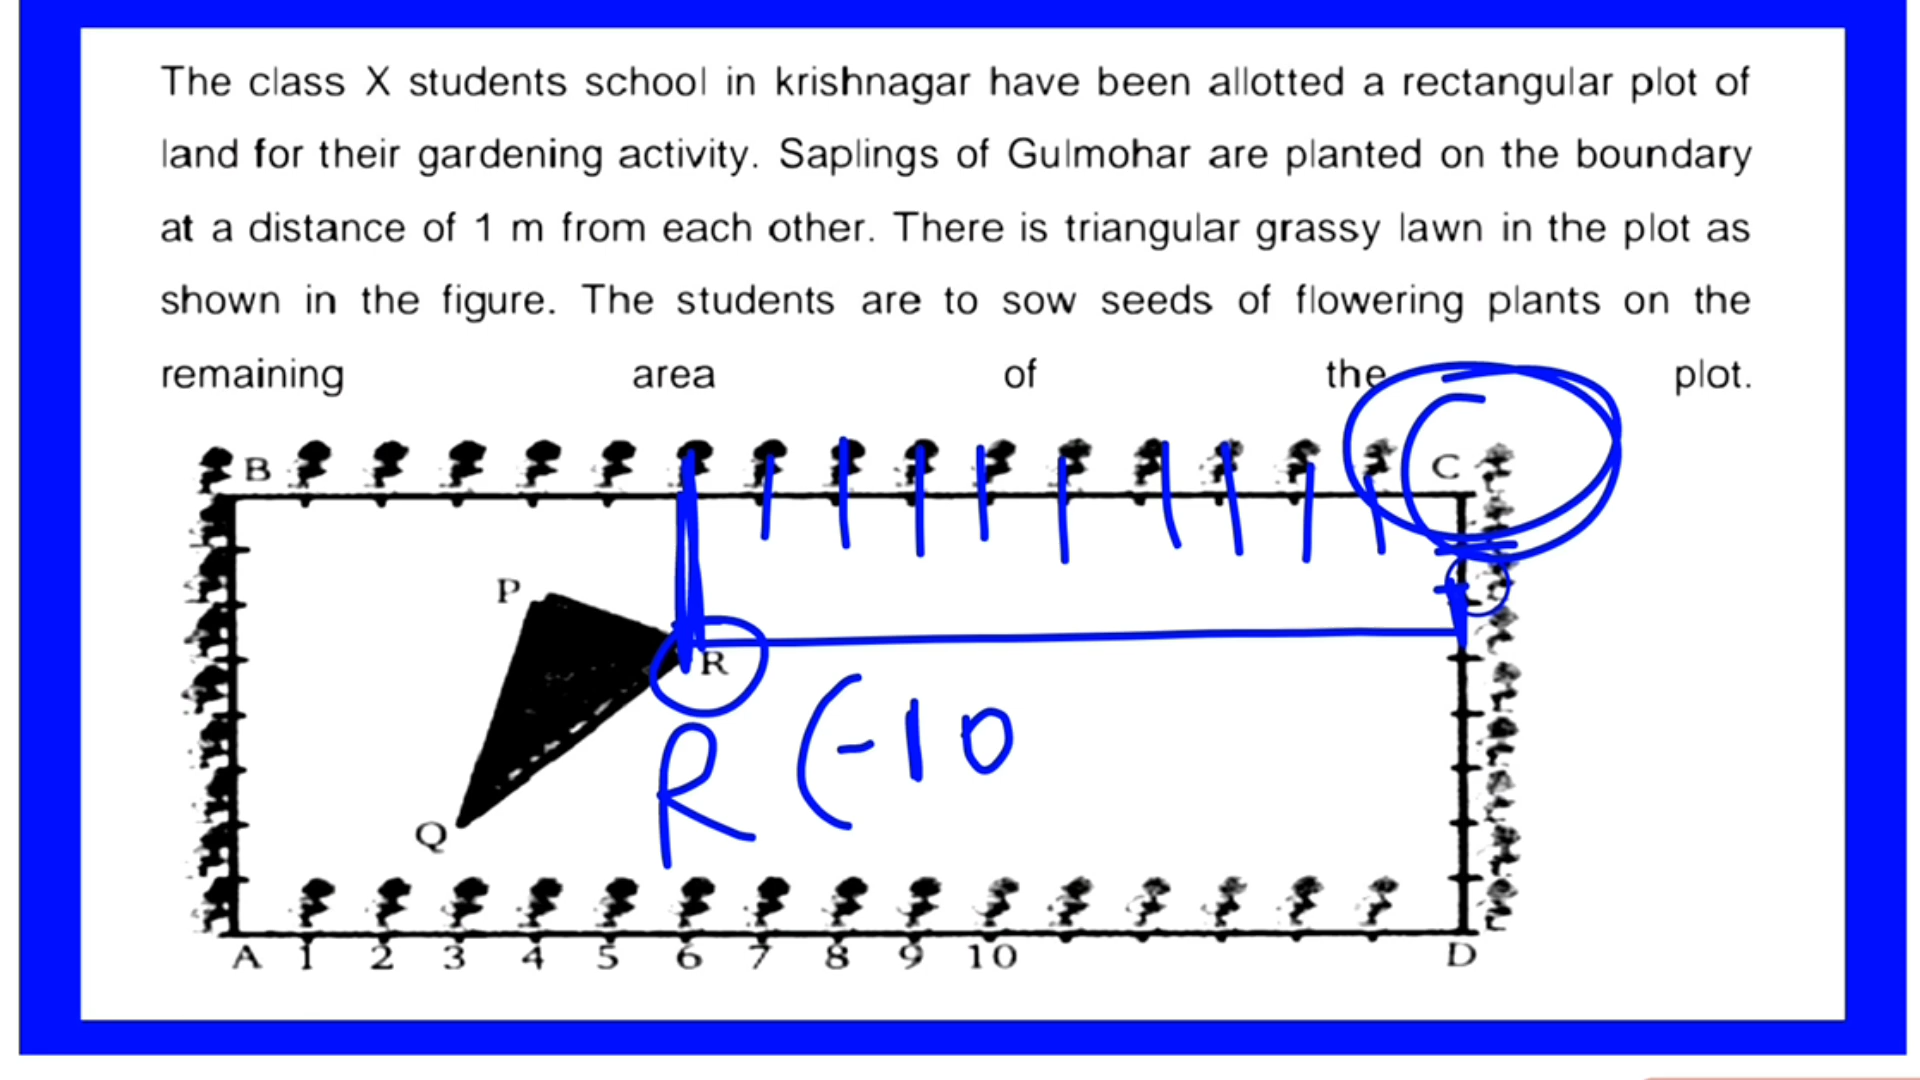 The class X students school in krishnagar have been allotted a rectangular plot of
land for their gardening activity. Saplings of Gulmohar are planted on the boundary
at a distance of 1 m from each other. There is triangular grassy lawn in the plot as
shown in the figure. The students are to sow seeds of flowering plants on the
remaining area of the plot.
B C
P
R
R (-10
Q
A 1 2 3 4 5 6 7 8 9 10 D